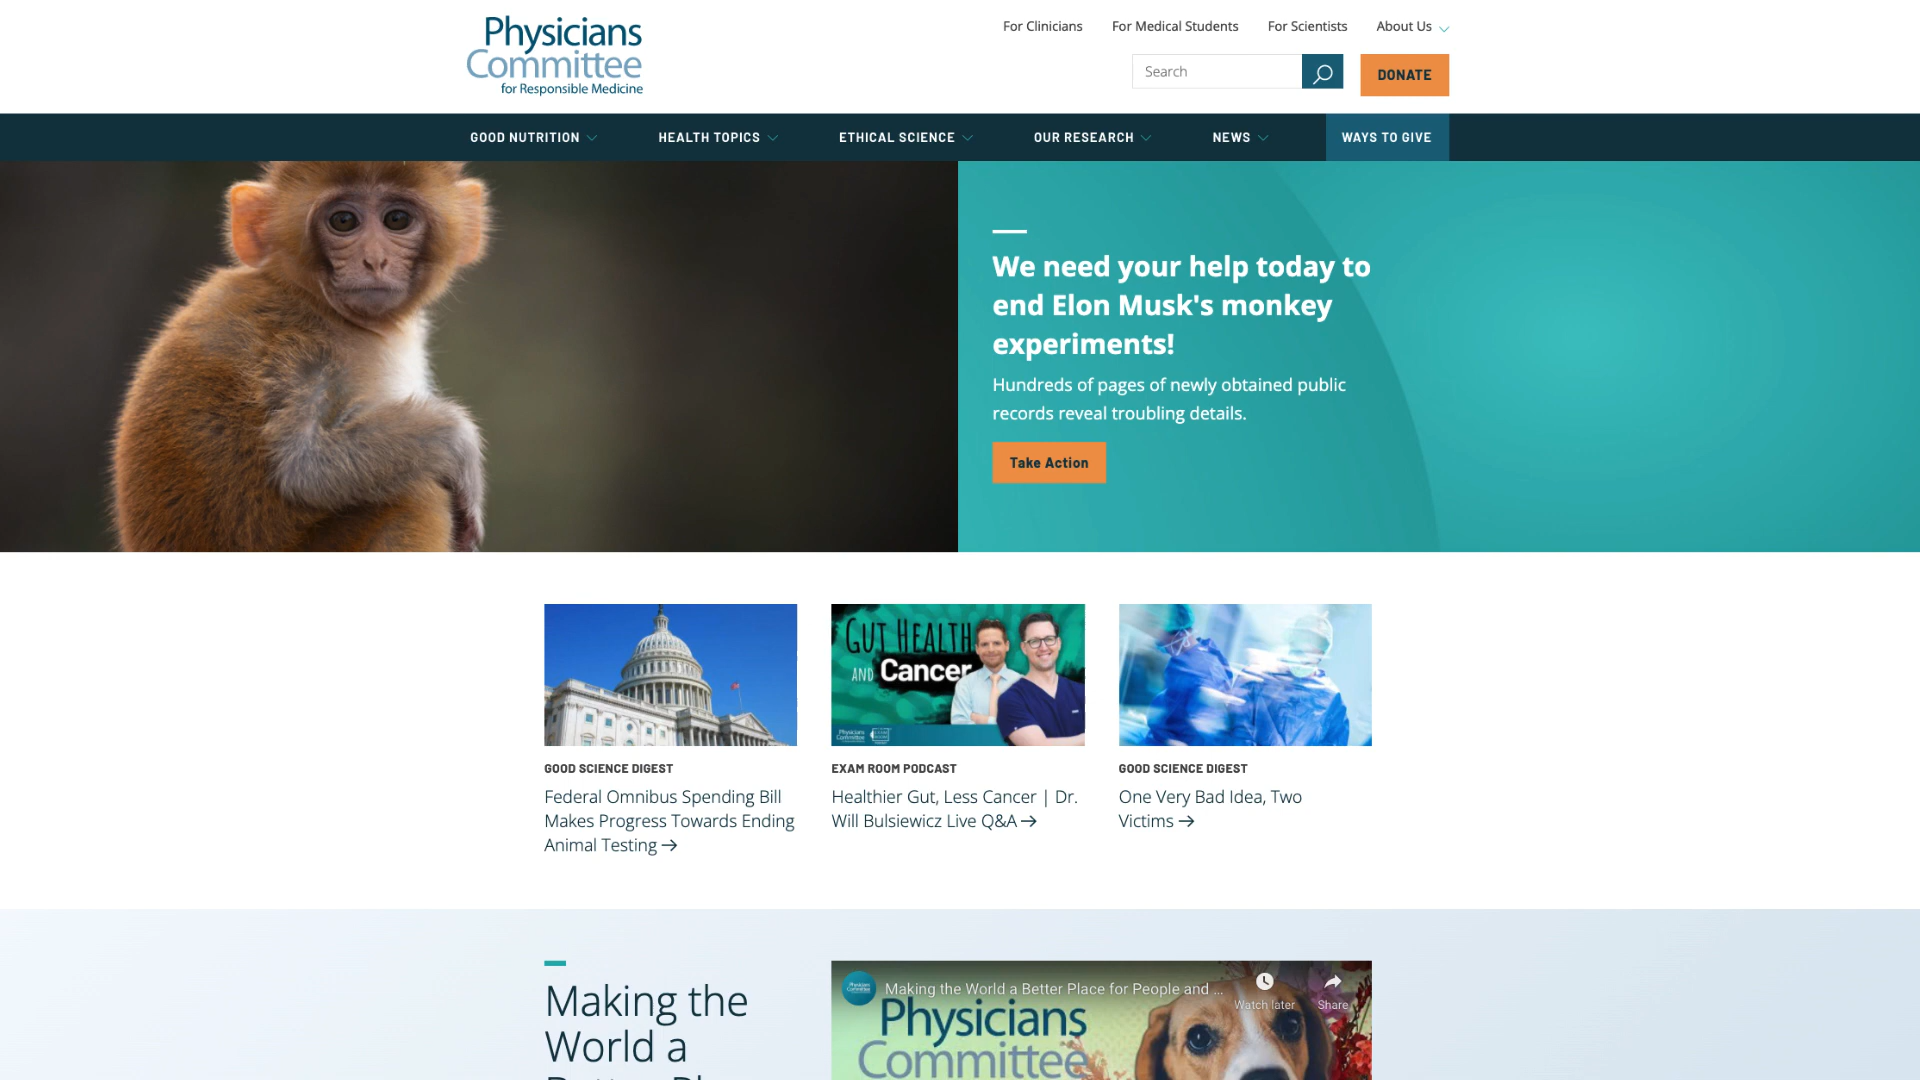 Physicians
Committee
for Responsible Medicine
For Clinicians
For Medical Students
For Scientists
About Us
Search
DONATE
GOOD NUTRITION
HEALTH TOPICS
ETHICAL SCIENCE
OUR RESEARCH
NEWS
WAYS TO GIVE
We need your help today to
end Elon Musk's monkey
experiments!
Hundreds of pages of newly obtained public
records reveal troubling details.
Take Action
GUT HEALTH
AND Cancer
Physicians
Committee
GOOD SCIENCE DIGEST
Federal Omnibus Spending Bill
Makes Progress Towards Ending
Animal Testing →
EXAM ROOM PODCAST
Healthier Gut, Less Cancer | Dr.
Will Bulsiewicz Live Q&A →
GOOD SCIENCE DIGEST
One Very Bad Idea, Two
Victims →
Making the
World a
Physicians
Committee
Making the World a Better Place for People and ...
Watch later
Share
Physicians
Committee